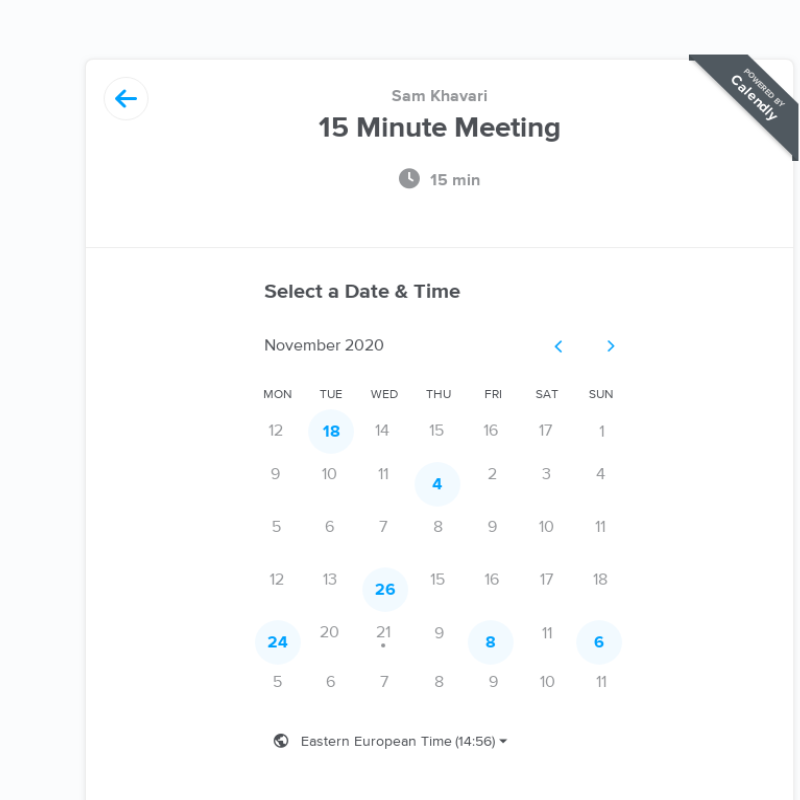 POWERED BY
Calendly
Sam Khavari
15 Minute Meeting
15 min
Select a Date & Time
November 2020
MON TUE WED THU FRI SAT SUN
12 18 14 15 16 17 1
9 10 11 4 2 3 4
5 6 7 8 9 10 11
12 13 26 15 16 17 18
24 20 21 9 8 11 6
5 6 7 8 9 10 11
Eastern European Time (14:56)